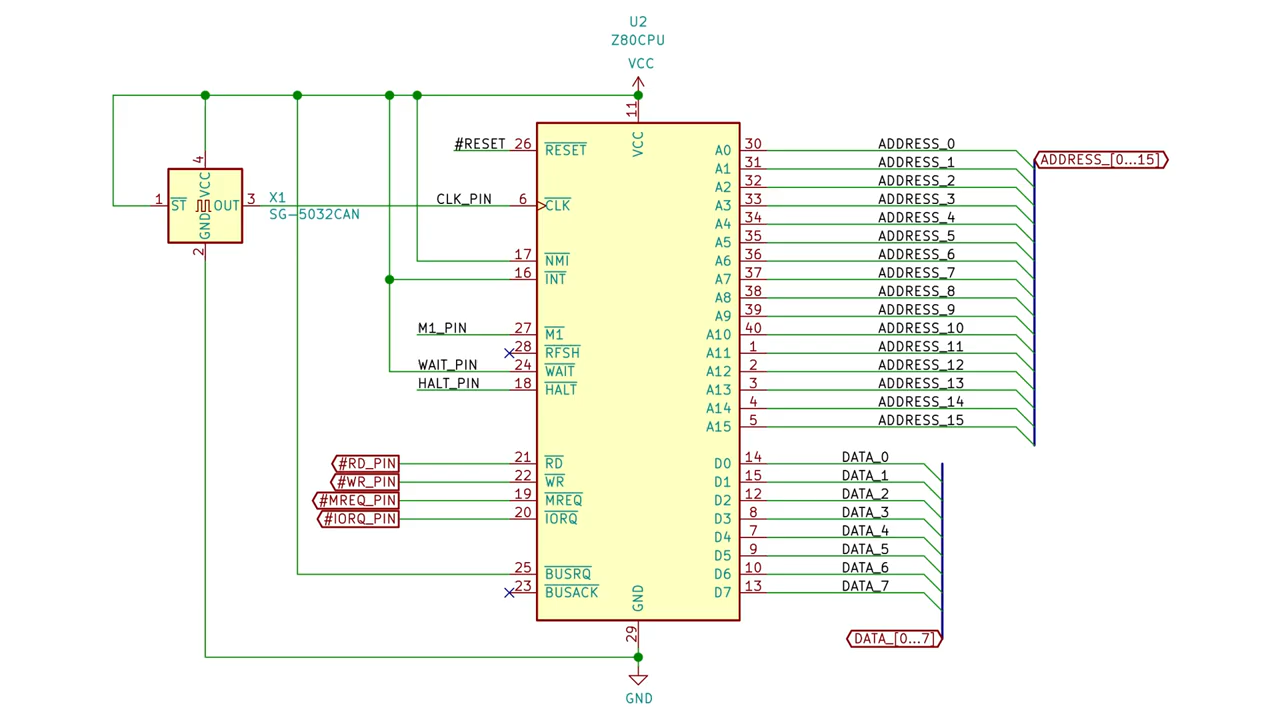 U2
Z80CPU
VCC
11
VCC
#RESET 26 RESET
CLK_PIN 6 CLK
17 NMI
16 INT
M1_PIN 27 M1
28 RFSH
WAIT_PIN 24 WAIT
HALT_PIN 18 HALT
#RD_PIN 21 RD
#WR_PIN 22 WR
#MREQ_PIN 19 MREQ
#IORQ_PIN 20 IORQ
25 BUSRQ
23 BUSACK
4
VCC
1 ST
OUT 3
GND
2
X1
SG-5032CAN
A0 30 ADDRESS_0
A1 31 ADDRESS_1
A2 32 ADDRESS_2
A3 33 ADDRESS_3
A4 34 ADDRESS_4
A5 35 ADDRESS_5
A6 36 ADDRESS_6
A7 37 ADDRESS_7
A8 38 ADDRESS_8
A9 39 ADDRESS_9
A10 40 ADDRESS_10
A11 1 ADDRESS_11
A12 2 ADDRESS_12
A13 3 ADDRESS_13
A14 4 ADDRESS_14
A15 5 ADDRESS_15
ADDRESS_[0...15]
D0 14 DATA_0
D1 15 DATA_1
D2 12 DATA_2
D3 8 DATA_3
D4 7 DATA_4
D5 9 DATA_5
D6 10 DATA_6
D7 13 DATA_7
DATA_[0...7]
GND
29
GND